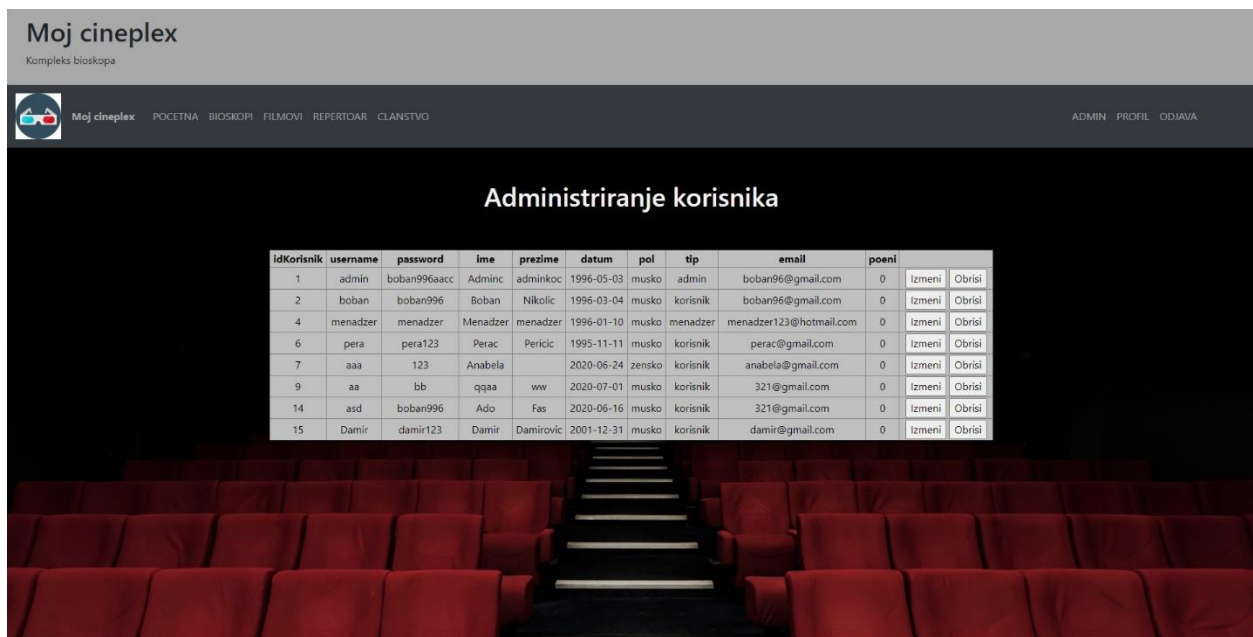 Moj cineplex
Kompleks bioskopa
Moj cineplex POCETNA BIOSKOPI FILMOVI REPERTOAR CLANSTVO ADMIN PROFIL ODJAVA
Administriranje korisnika
idKorisnik username password ime prezime datum pol tip email poeni
1 admin boban996aacc Adminc adminkoc 1996-05-03 musko admin boban96@gmail.com 0 Izmeni Obrisi
2 boban boban996 Boban Nikolic 1996-03-04 musko korisnik boban96@gmail.com 0 Izmeni Obrisi
4 menadzer menadzer Menadzer menadzer 1996-01-10 musko menadzer menadzer123@hotmail.com 0 Izmeni Obrisi
6 pera pera123 Perac Pericic 1995-11-11 musko korisnik perac@gmail.com 0 Izmeni Obrisi
7 aaa 123 Anabela 2020-06-24 zensko korisnik anabela@gmail.com 0 Izmeni Obrisi
9 aa bb qqaa ww 2020-07-01 musko korisnik 321@gmail.com 0 Izmeni Obrisi
14 asd boban996 Ado Fas 2020-06-16 musko korisnik 321@gmail.com 0 Izmeni Obrisi
15 Damir damir123 Damir Damirovic 2001-12-31 musko korisnik damir@gmail.com 0 Izmeni Obrisi